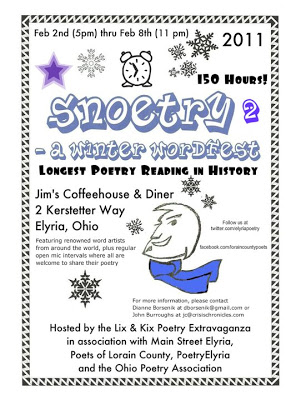 Feb 2nd (5pm) thru Feb 8th (11 pm)
2011
150 Hours!
Snoetry 2
- a winter wordfest
Longest Poetry Reading in History
Jim's Coffeehouse & Diner
2 Kerstetter Way
Elyria, Ohio
Featuring renowned word artists
from around the world, plus regular
open mic intervals where all are
welcome to share their poetry
Follow us at
twitter.com/elyriapoetry
facebook.com/loraincountypoets
For more information, please contact
Dianne Borsenik at dborsenik@gmail.com or
John Burroughs at jc@crisischronicles.com
Hosted by the Lix & Kix Poetry Extravaganza
in association with Main Street Elyria,
Poets of Lorain County, PoetryElyria
and the Ohio Poetry Association